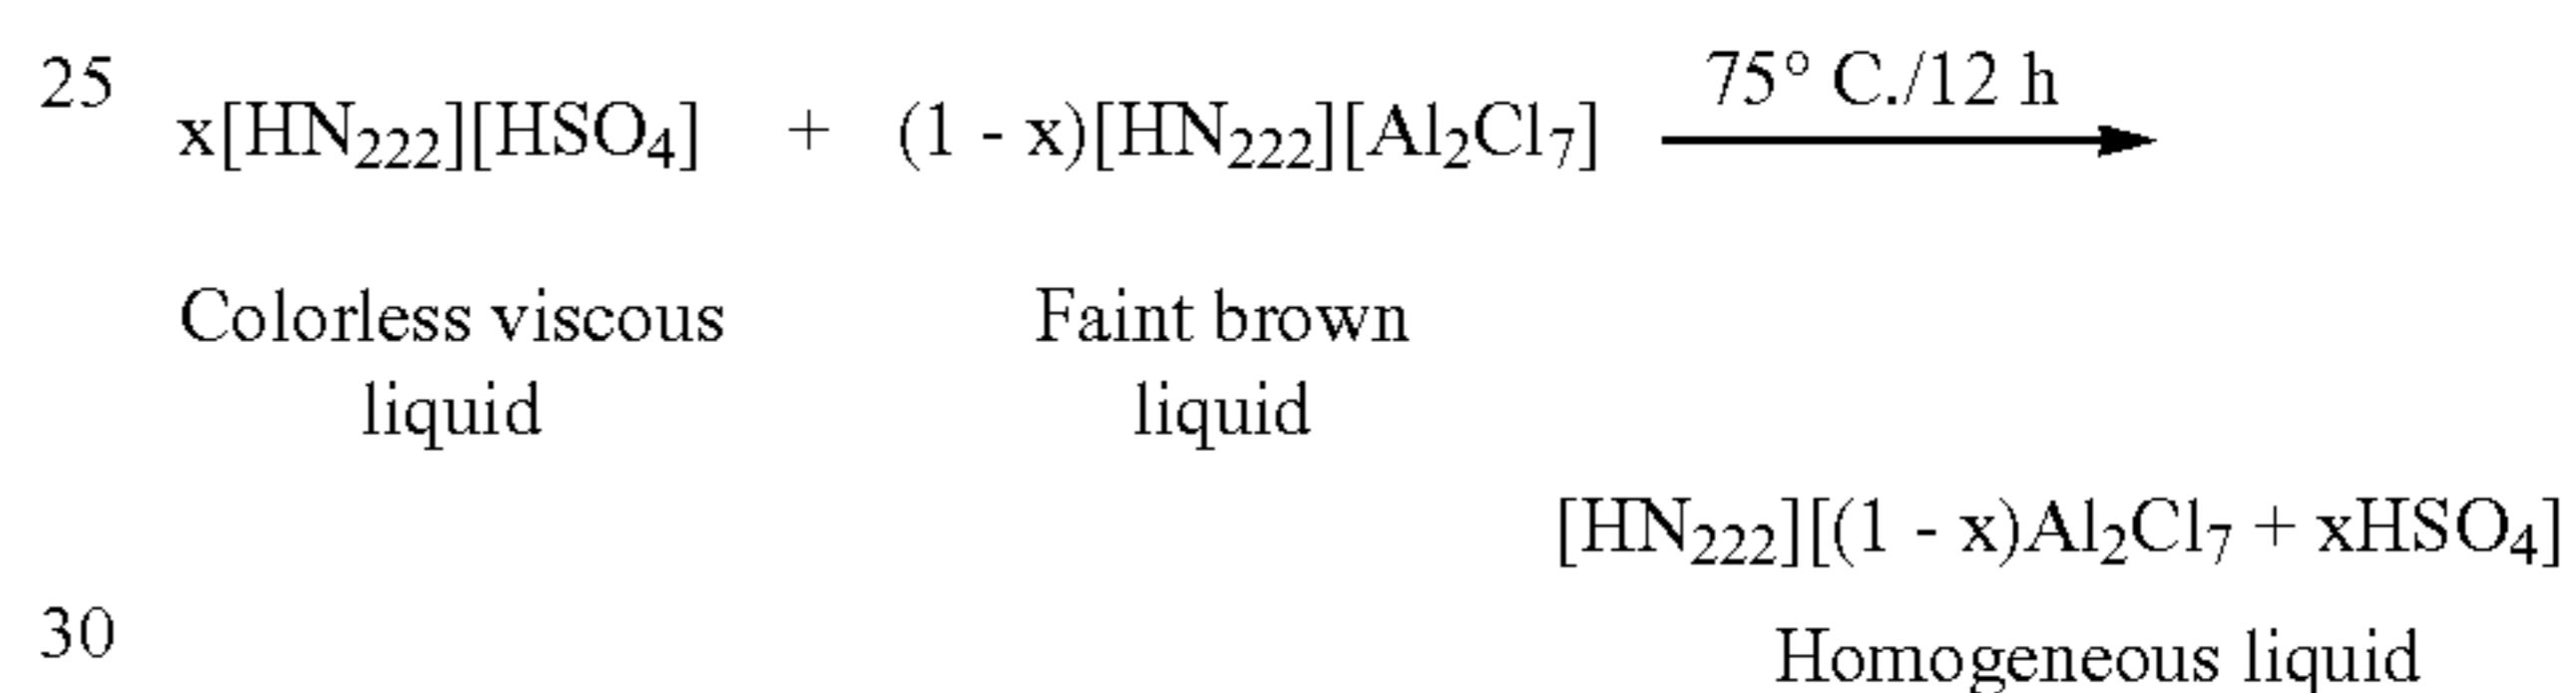 25
75° C./12 h
x[HN₂₂₂][HSO₄] + (1 - x)[HN₂₂₂][Al₂Cl₇]
Colorless viscous liquid
Faint brown liquid
[HN₂₂₂][(1 - x)Al₂Cl₇ + xHSO₄]
30
Homogeneous liquid